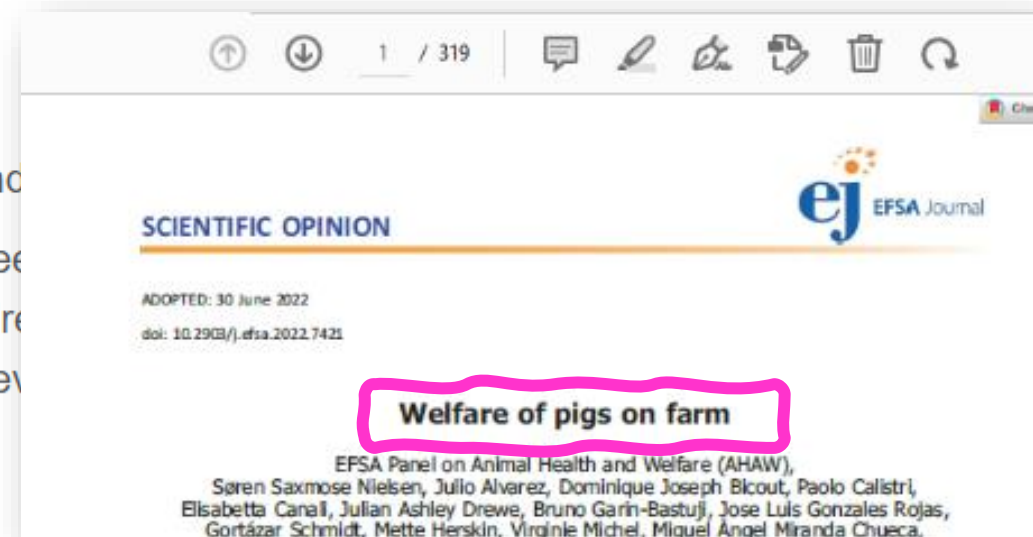 1 / 319
SCIENTIFIC OPINION
ej EFSA Journal
ADOPTED: 30 June 2022
doi: 10.2903/j.efsa.2022.7421
Welfare of pigs on farm
EFSA Panel on Animal Health and Welfare (AHAW),
Søren Saxmose Nielsen, Julio Alvarez, Dominique Joseph Bicout, Paolo Calistri,
Elisabetta Canali, Julian Ashley Drewe, Bruno Garin-Bastuji, Jose Luis Gonzales Rojas,
Gortázar Schmidt, Mette Herskin, Virginie Michel, Miguel Ángel Miranda Chueca,